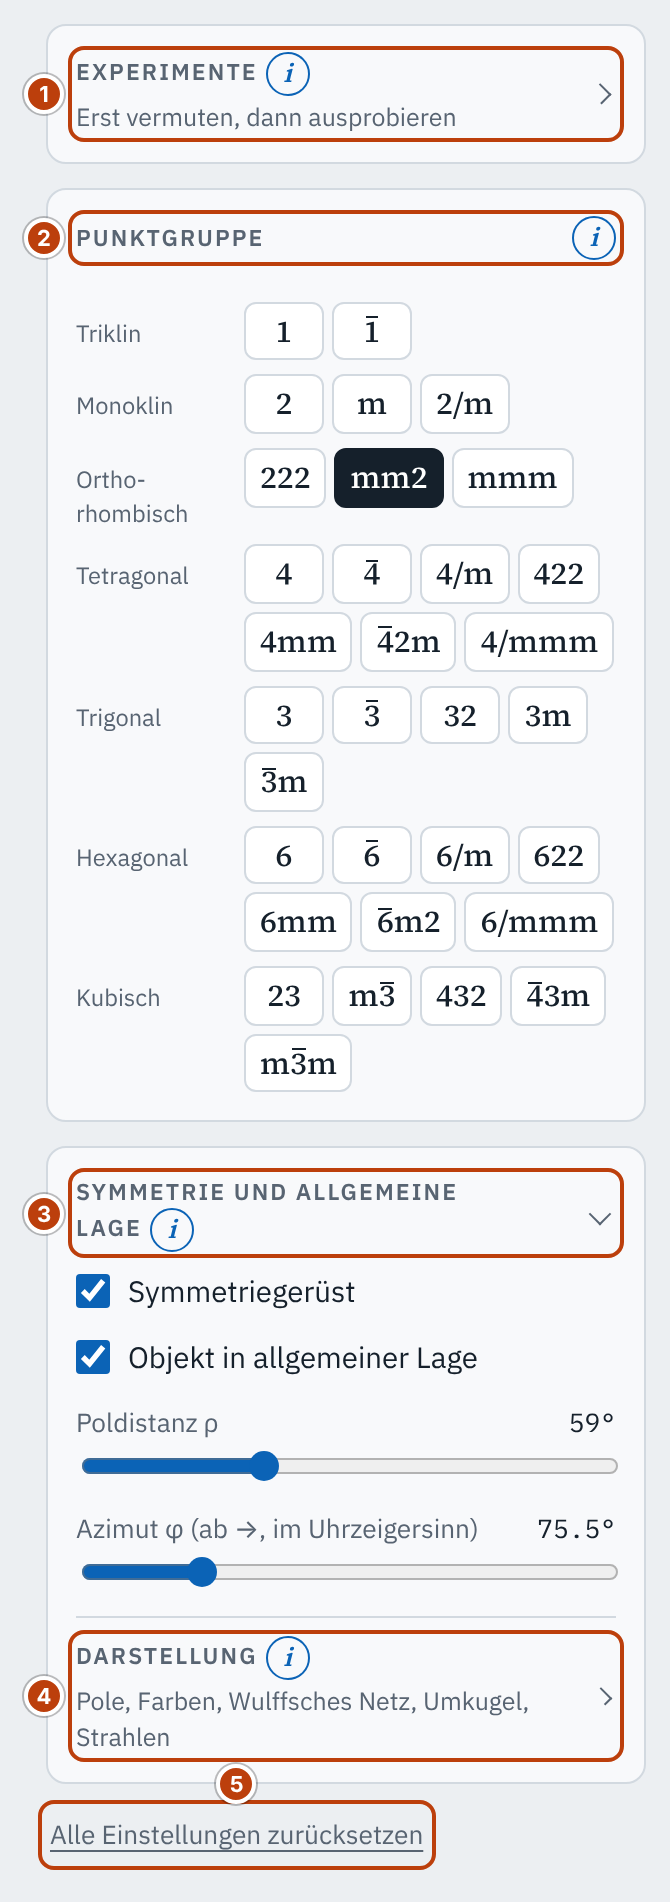 1
EXPERIMENTE i
Erst vermuten, dann ausprobieren
2
PUNKTGRUPPE i
Triklin 1 1̅
Monoklin 2 m 2/m
Ortho-
rhombisch 222 mm2 mmm
Tetragonal 4 4̅ 4/m 422
4mm 4̅2m 4/mmm
Trigonal 3 3̅ 32 3m
3̅m
Hexagonal 6 6̅ 6/m 622
6mm 6̅m2 6/mmm
Kubisch 23 m3̅ 432 4̅3m
m3̅m
3
SYMMETRIE UND ALLGEMEINE
LAGE i
Symmetriegerüst
Objekt in allgemeiner Lage
Poldistanz ρ 59°
Azimut φ (ab →, im Uhrzeigersinn) 75.5°
4
DARSTELLUNG i
Pole, Farben, Wulffsches Netz, Umkugel,
Strahlen
5
Alle Einstellungen zurücksetzen